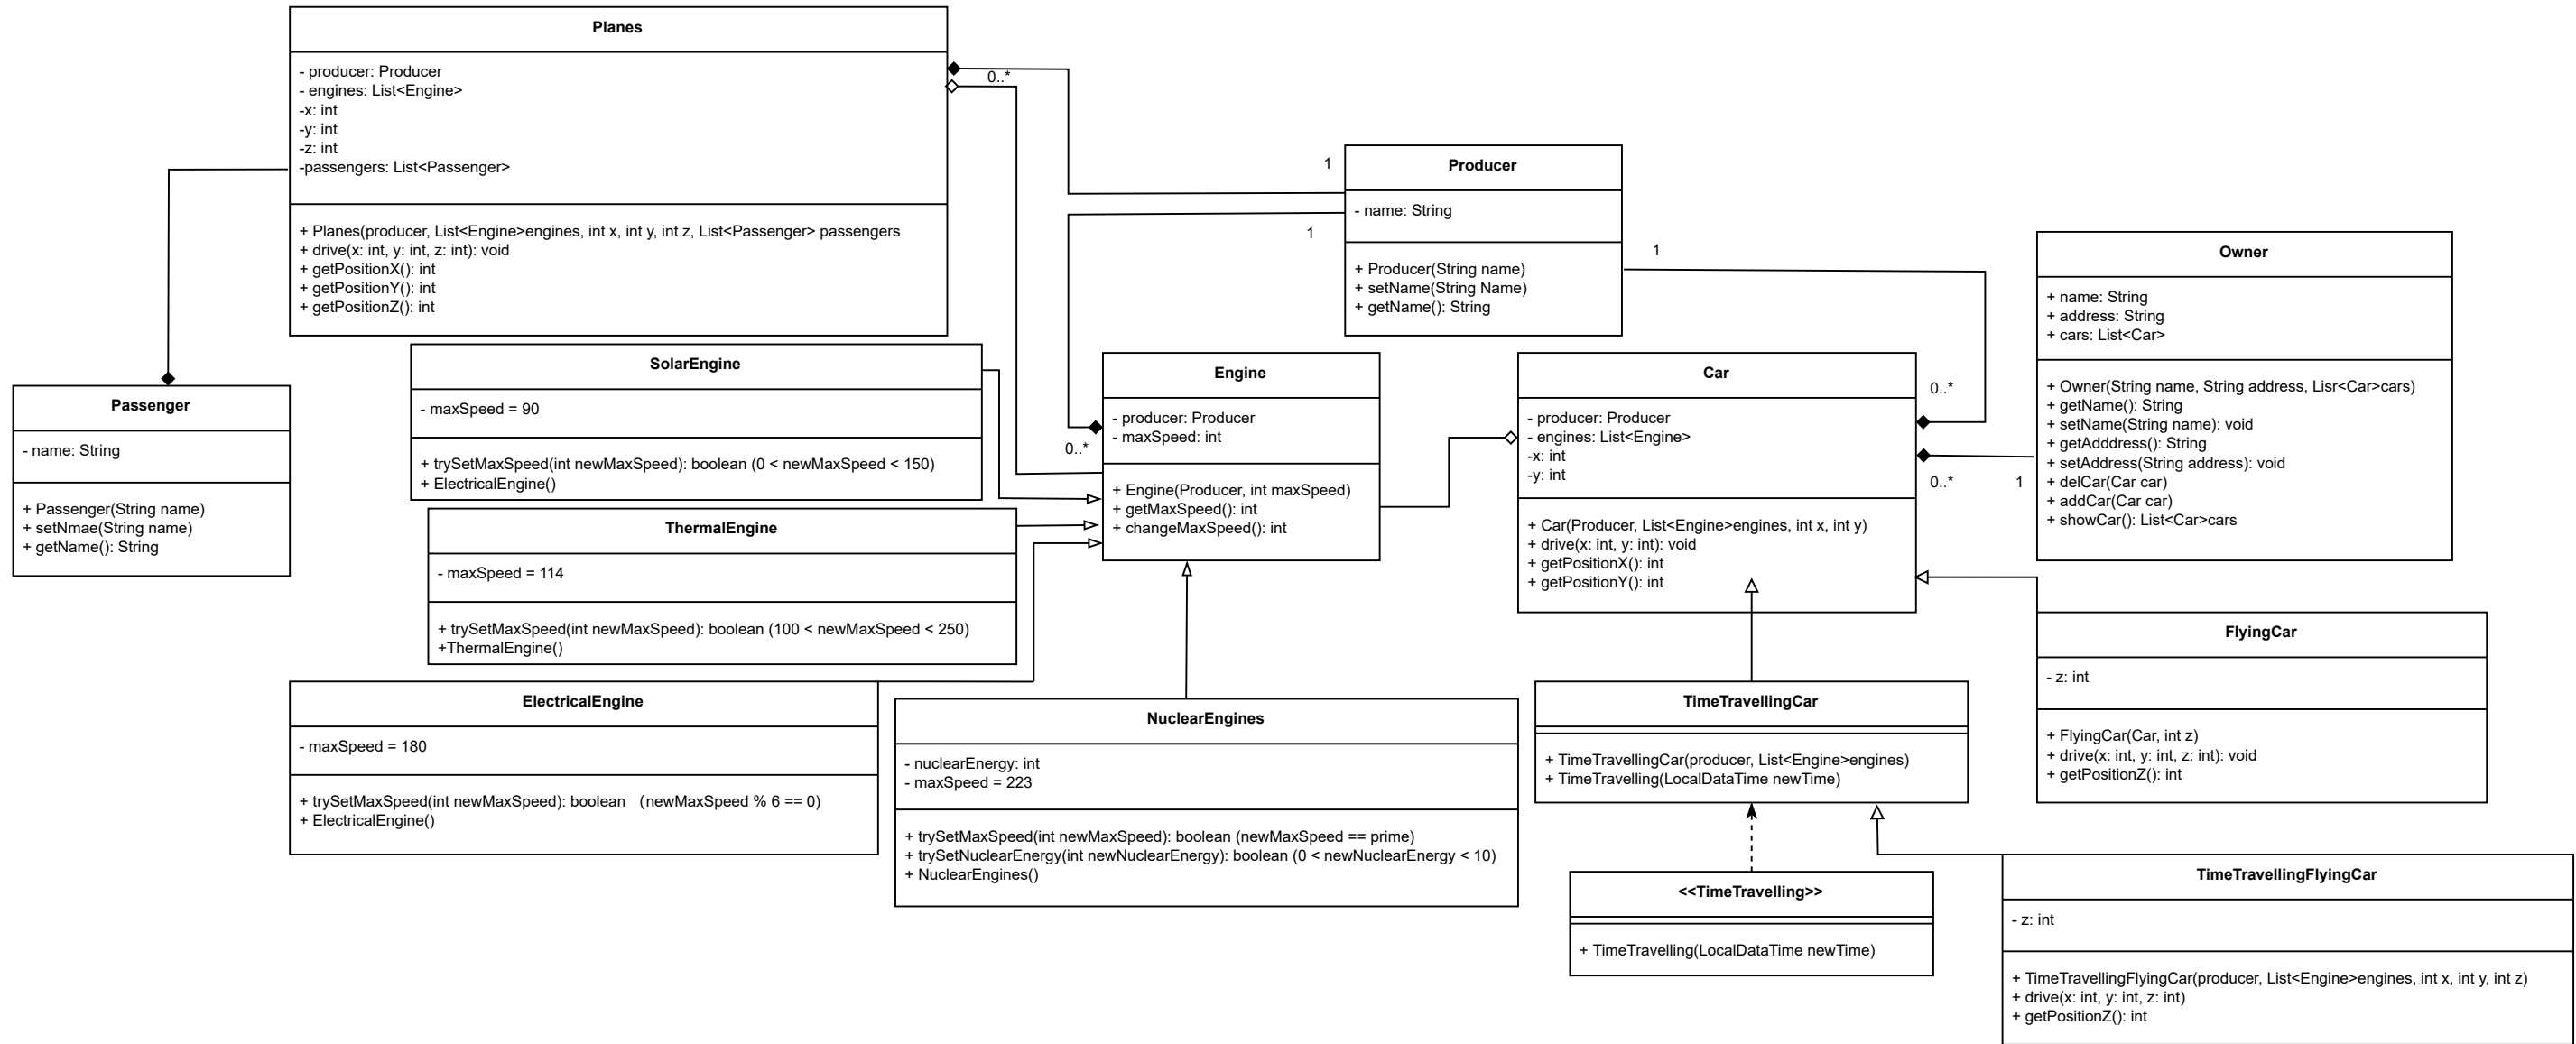 Planes
- producer: Producer
- engines: List<Engine>
-x: int
-y: int
-z: int
-passengers: List<Passenger>
+ Planes(producer, List<Engine>engines, int x, int y, int z, List<Passenger> passengers
+ drive(x: int, y: int, z: int): void
+ getPositionX(): int
+ getPositionY(): int
+ getPositionZ(): int
0..*
1
1
Producer
- name: String
+ Producer(String name)
+ setName(String Name)
+ getName(): String
1
0..*
Owner
+ name: String
+ address: String
+ cars: List<Car>
+ Owner(String name, String address, Lisr<Car>cars)
+ getName(): String
+ setName(String name): void
+ getAdddress(): String
+ setAddress(String address): void
+ delCar(Car car)
+ addCar(Car car)
+ showCar(): List<Car>cars
0..*
1
Passenger
- name: String
+ Passenger(String name)
+ setNmae(String name)
+ getName(): String
SolarEngine
- maxSpeed = 90
+ trySetMaxSpeed(int newMaxSpeed): boolean (0 < newMaxSpeed < 150)
+ ElectricalEngine()
0..*
Engine
- producer: Producer
- maxSpeed: int
+ Engine(Producer, int maxSpeed)
+ getMaxSpeed(): int
+ changeMaxSpeed(): int
Car
- producer: Producer
- engines: List<Engine>
-x: int
-y: int
+ Car(Producer, List<Engine>engines, int x, int y)
+ drive(x: int, y: int): void
+ getPositionX(): int
+ getPositionY(): int
ThermalEngine
- maxSpeed = 114
+ trySetMaxSpeed(int newMaxSpeed): boolean (100 < newMaxSpeed < 250)
+ThermalEngine()
FlyingCar
- z: int
+ FlyingCar(Car, int z)
+ drive(x: int, y: int, z: int): void
+ getPositionZ(): int
ElectricalEngine
- maxSpeed = 180
+ trySetMaxSpeed(int newMaxSpeed): boolean （newMaxSpeed % 6 == 0)
+ ElectricalEngine()
NuclearEngines
- nuclearEnergy: int
- maxSpeed = 223
+ trySetMaxSpeed(int newMaxSpeed): boolean (newMaxSpeed == prime)
+ trySetNuclearEnergy(int newNuclearEnergy): boolean (0 < newNuclearEnergy < 10)
+ NuclearEngines()
TimeTravellingCar
+ TimeTravellingCar(producer, List<Engine>engines)
+ TimeTravelling(LocalDataTime newTime)
<<TimeTravelling>>
+ TimeTravelling(LocalDataTime newTime)
TimeTravellingFlyingCar
- z: int
+ TimeTravellingFlyingCar(producer, List<Engine>engines, int x, int y, int z)
+ drive(x: int, y: int, z: int)
+ getPositionZ(): int